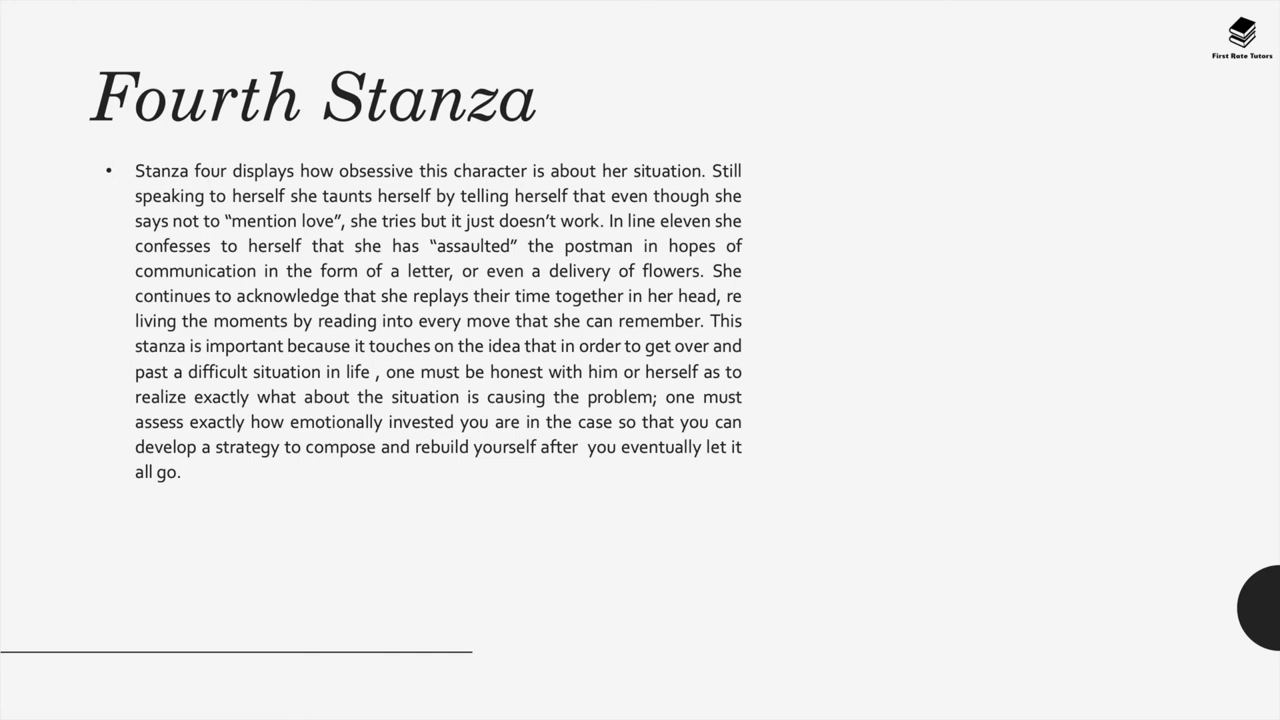 First Rate Tutors
Fourth Stanza
• Stanza four displays how obsessive this character is about her situation. Still
speaking to herself she taunts herself by telling herself that even though she
says not to “mention love”, she tries but it just doesn’t work. In line eleven she
confesses to herself that she has “assaulted” the postman in hopes of
communication in the form of a letter, or even a delivery of flowers. She
continues to acknowledge that she replays their time together in her head, re
living the moments by reading into every move that she can remember. This
stanza is important because it touches on the idea that in order to get over and
past a difficult situation in life , one must be honest with him or herself as to
realize exactly what about the situation is causing the problem; one must
assess exactly how emotionally invested you are in the case so that you can
develop a strategy to compose and rebuild yourself after  you eventually let it
all go.